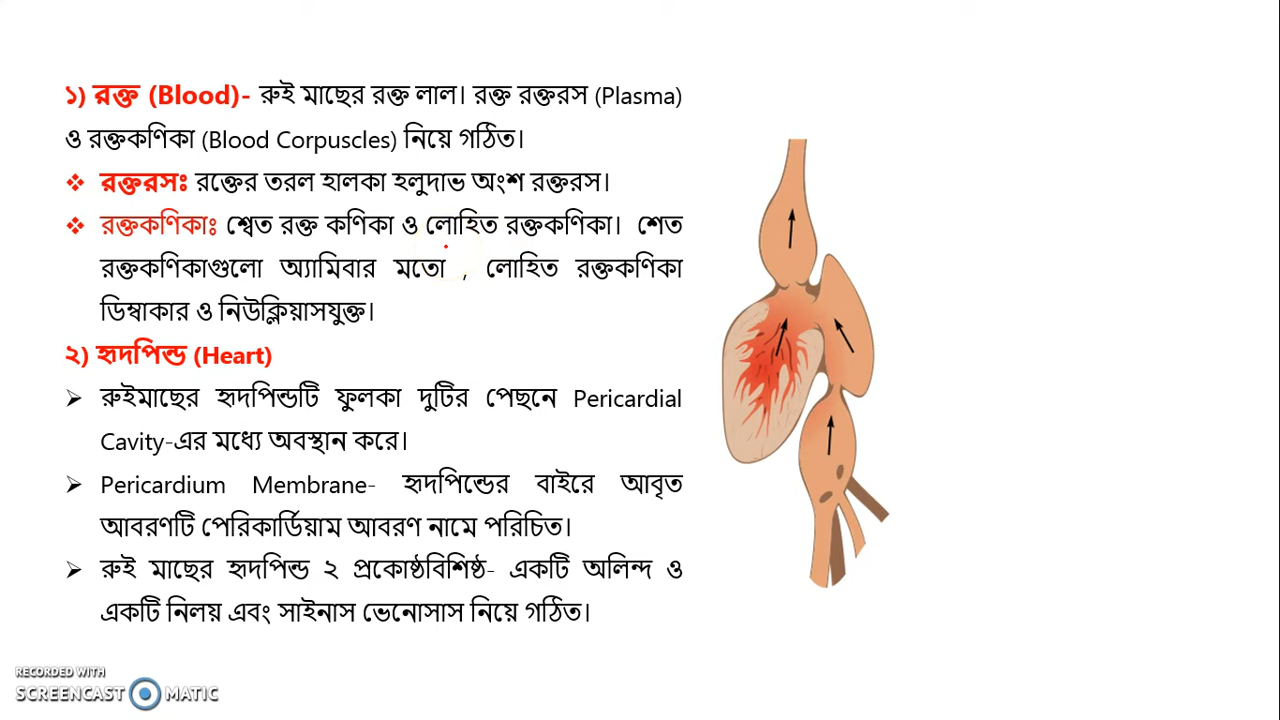 ১) রক্ত (Blood)- রুই মাছের রক্ত লাল। রক্ত রক্তরস (Plasma)
ও রক্তকণিকা (Blood Corpuscles) নিয়ে গঠিত।
❖ রক্তরসঃ রক্তের তরল হালকা হলুদাভ অংশ রক্তরস।
❖ রক্তকণিকাঃ শ্বেত রক্ত কণিকা ও লোহিত রক্তকণিকা। শেত
রক্তকণিকাগুলো অ্যামিবার মতো , লোহিত রক্তকণিকা
ডিম্বাকার ও নিউক্লিয়াসযুক্ত।
২) হৃদপিন্ড (Heart)
➢ রুইমাছের হৃদপিন্ডটি ফুলকা দুটির পেছনে Pericardial
Cavity-এর মধ্যে অবস্থান করে।
➢ Pericardium Membrane- হৃদপিন্ডের বাইরে আবৃত
আবরণটি পেরিকার্ডিয়াম আবরণ নামে পরিচিত।
➢ রুই মাছের হৃদপিন্ড ২ প্রকোষ্ঠবিশিষ্ঠ- একটি অলিন্দ ও
একটি নিলয় এবং সাইনাস ভেনোসাস নিয়ে গঠিত।
RECORDED WITH
SCREENCAST MATIC